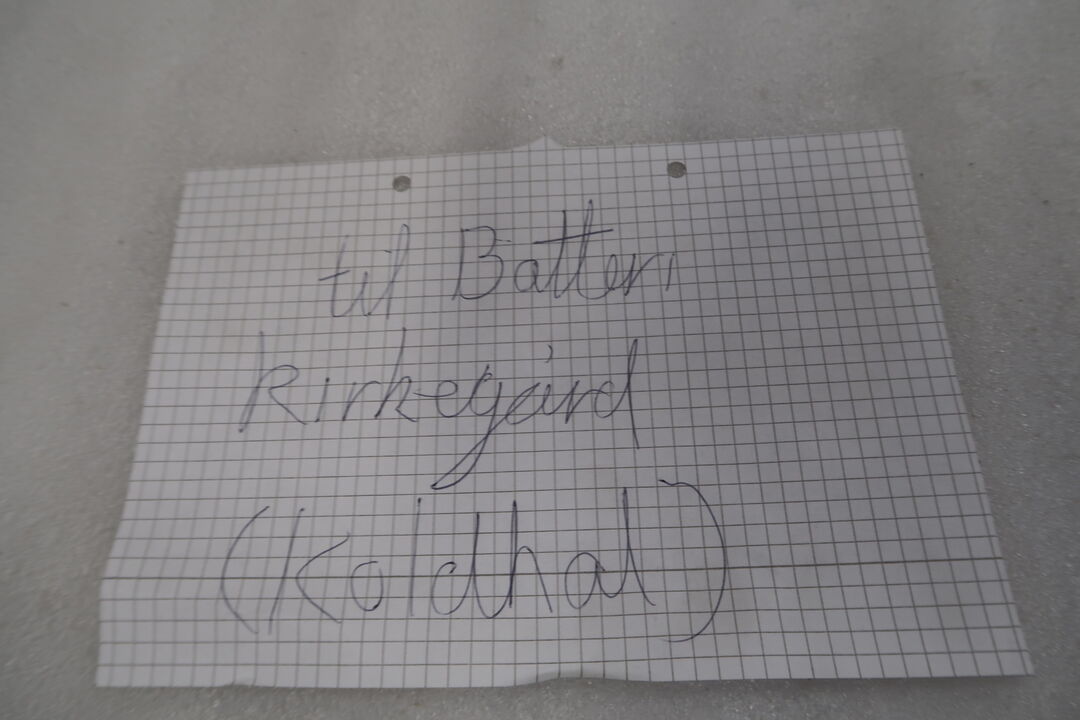 til Batteri
kirkegård
(Koldhal)